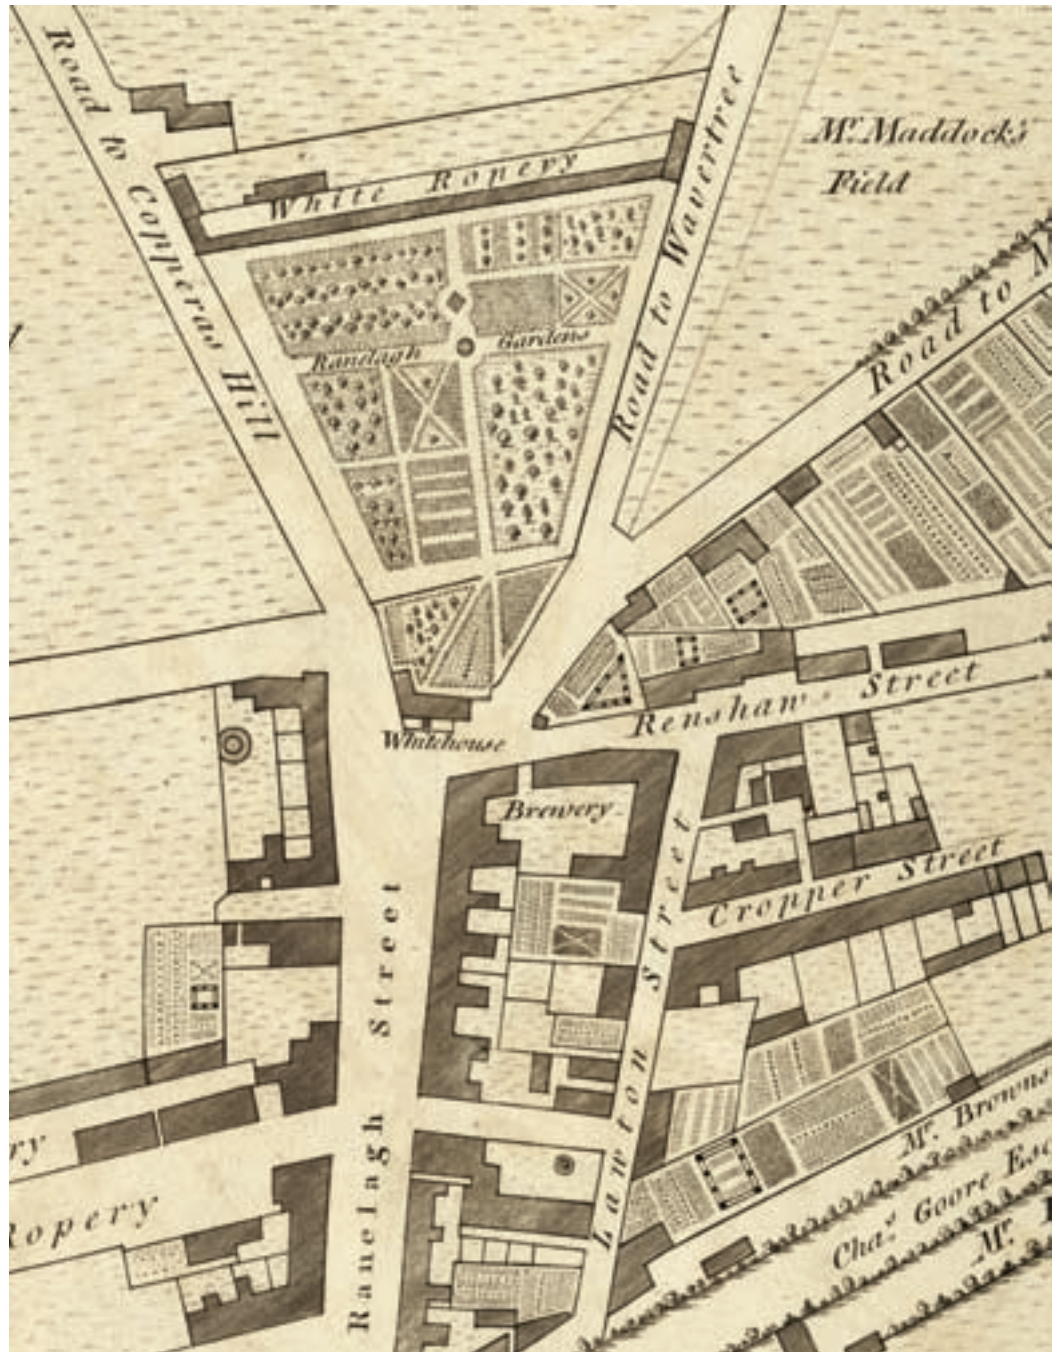 Road to Copperas Hill
White Ropery
Road to Wavertree
Mr. Maddock's
Field
Road to M
Ranelagh Gardens
Renshaw Street
Whitehouse
Brewery
Cropper Street
Ranelagh Street
Lawton Street
ry
Ropery
Mr. Browns
Chas. Goore Esq
Mr.